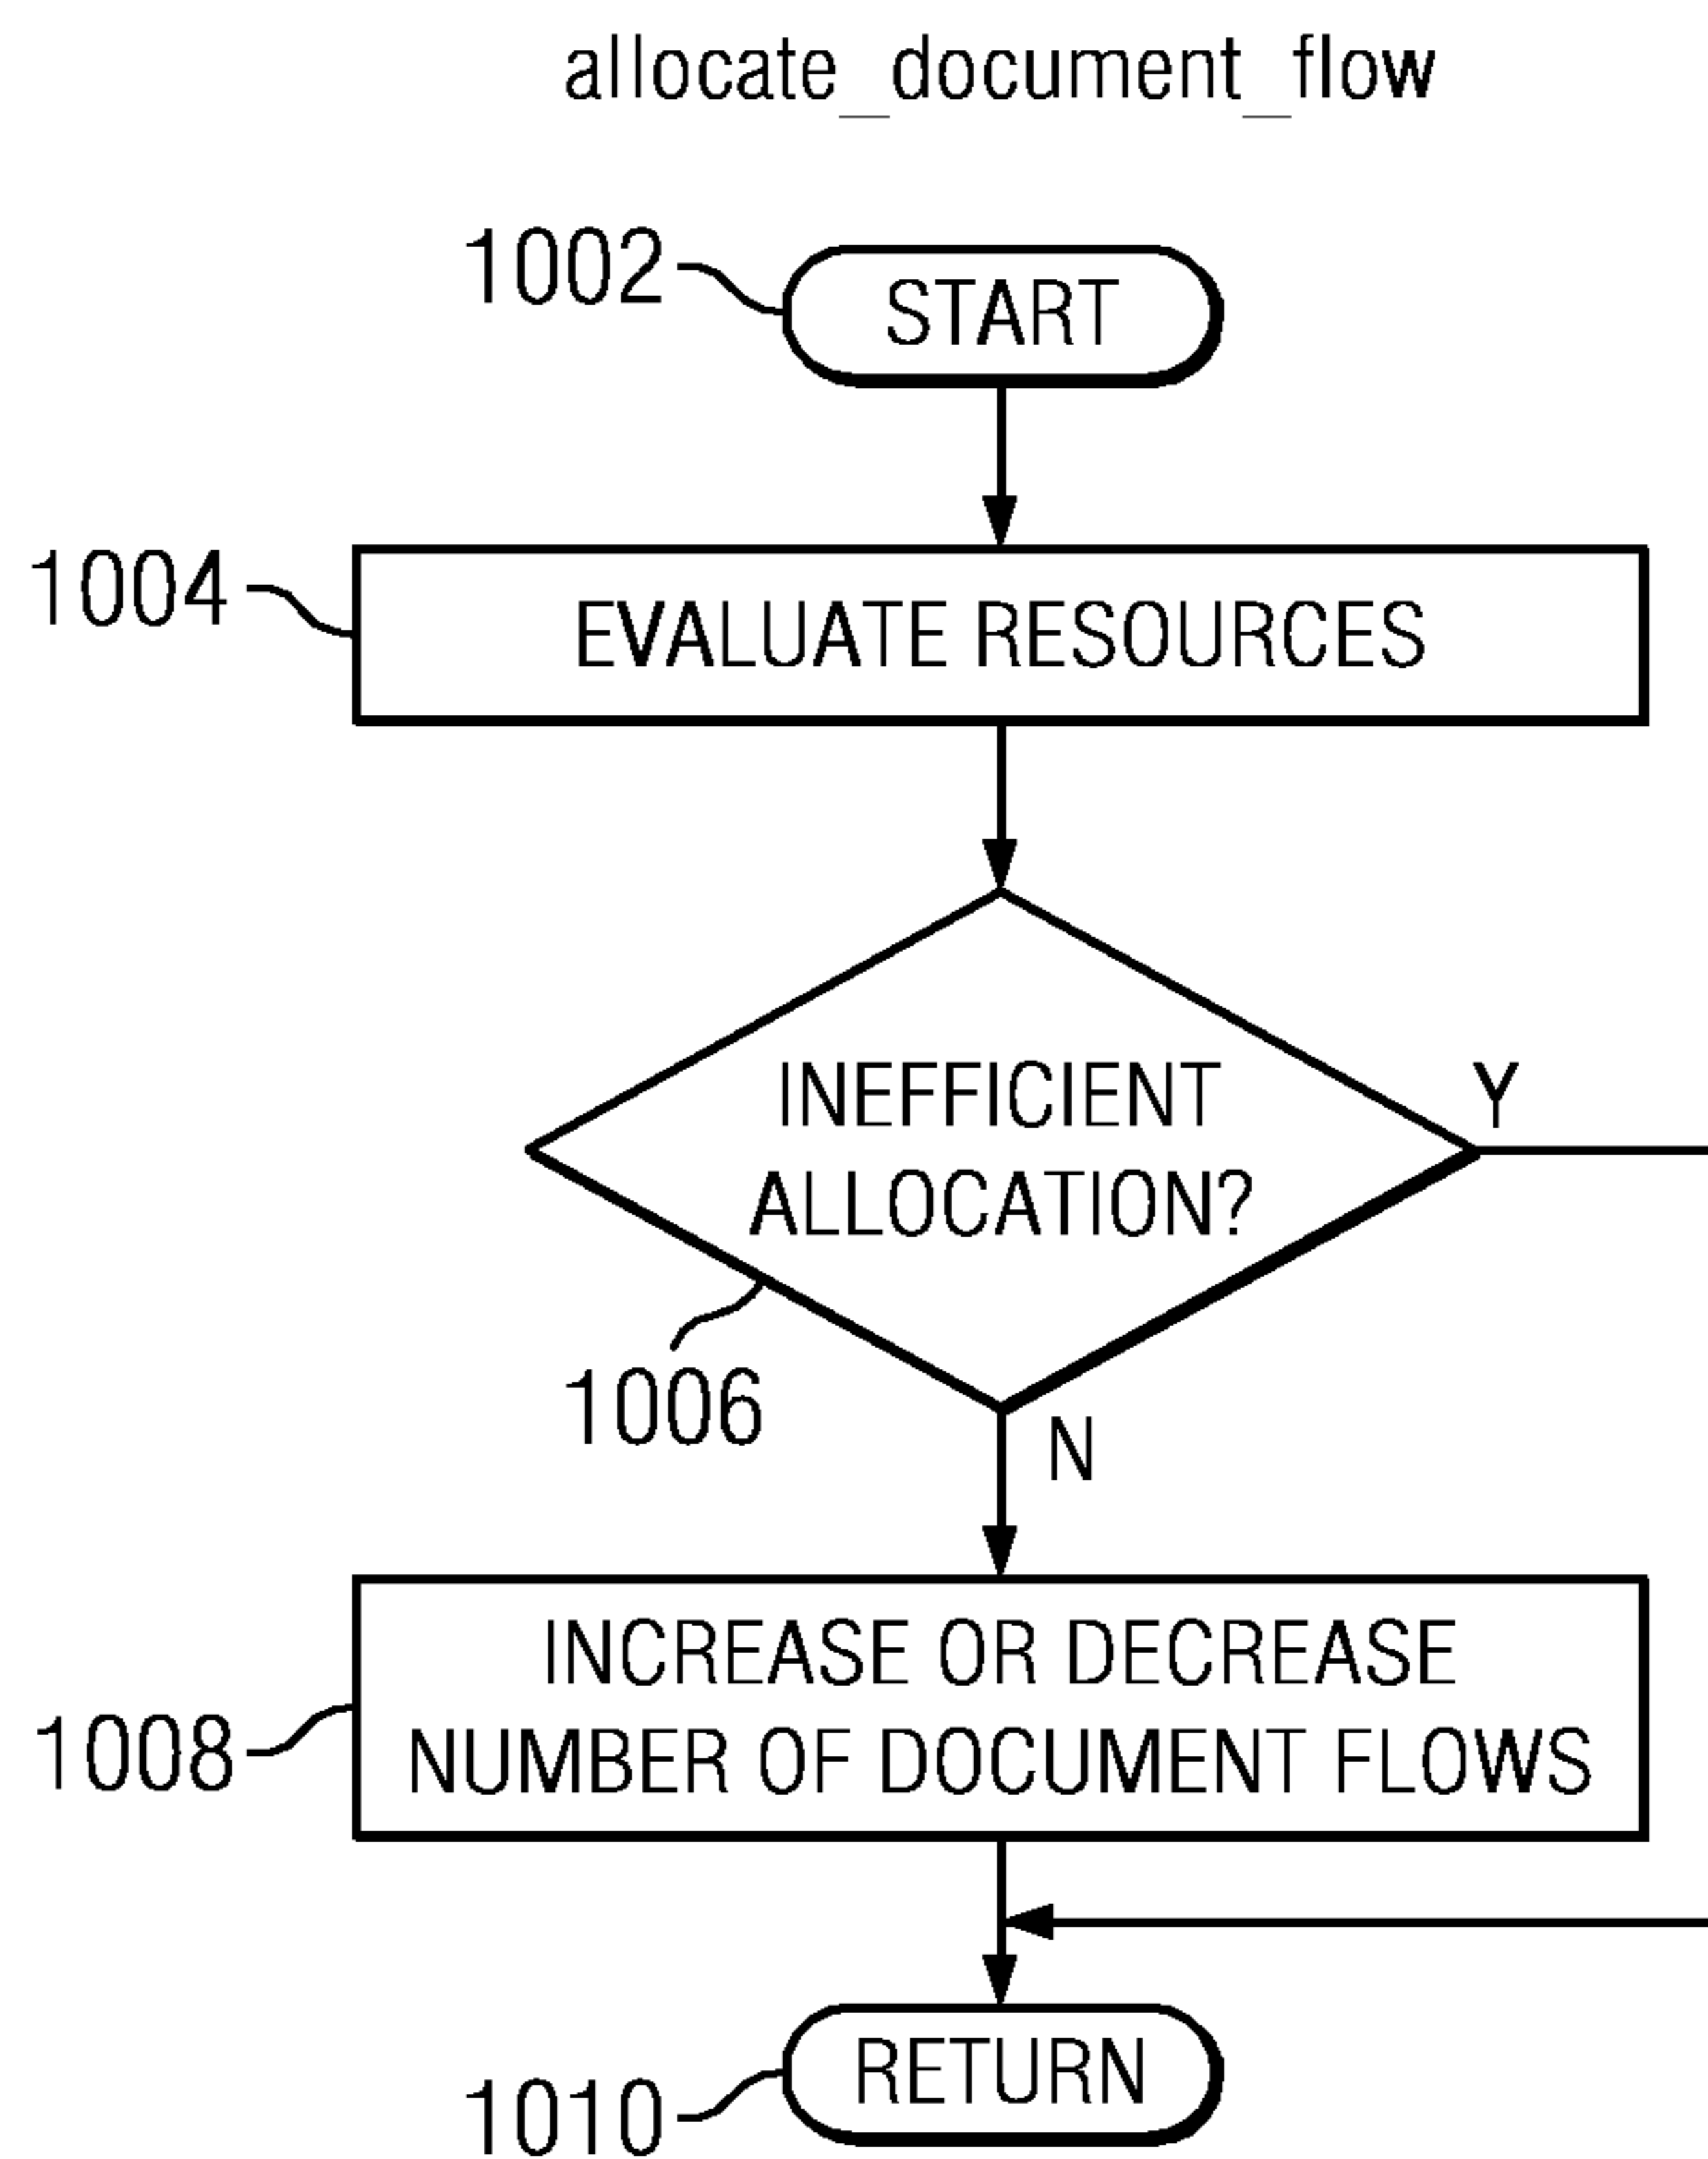 allocate_document_flow
1002
START
1004
EVALUATE RESOURCES
INEFFICIENT
ALLOCATION?
Y
1006
N
INCREASE OR DECREASE
NUMBER OF DOCUMENT FLOWS
1008
RETURN
1010